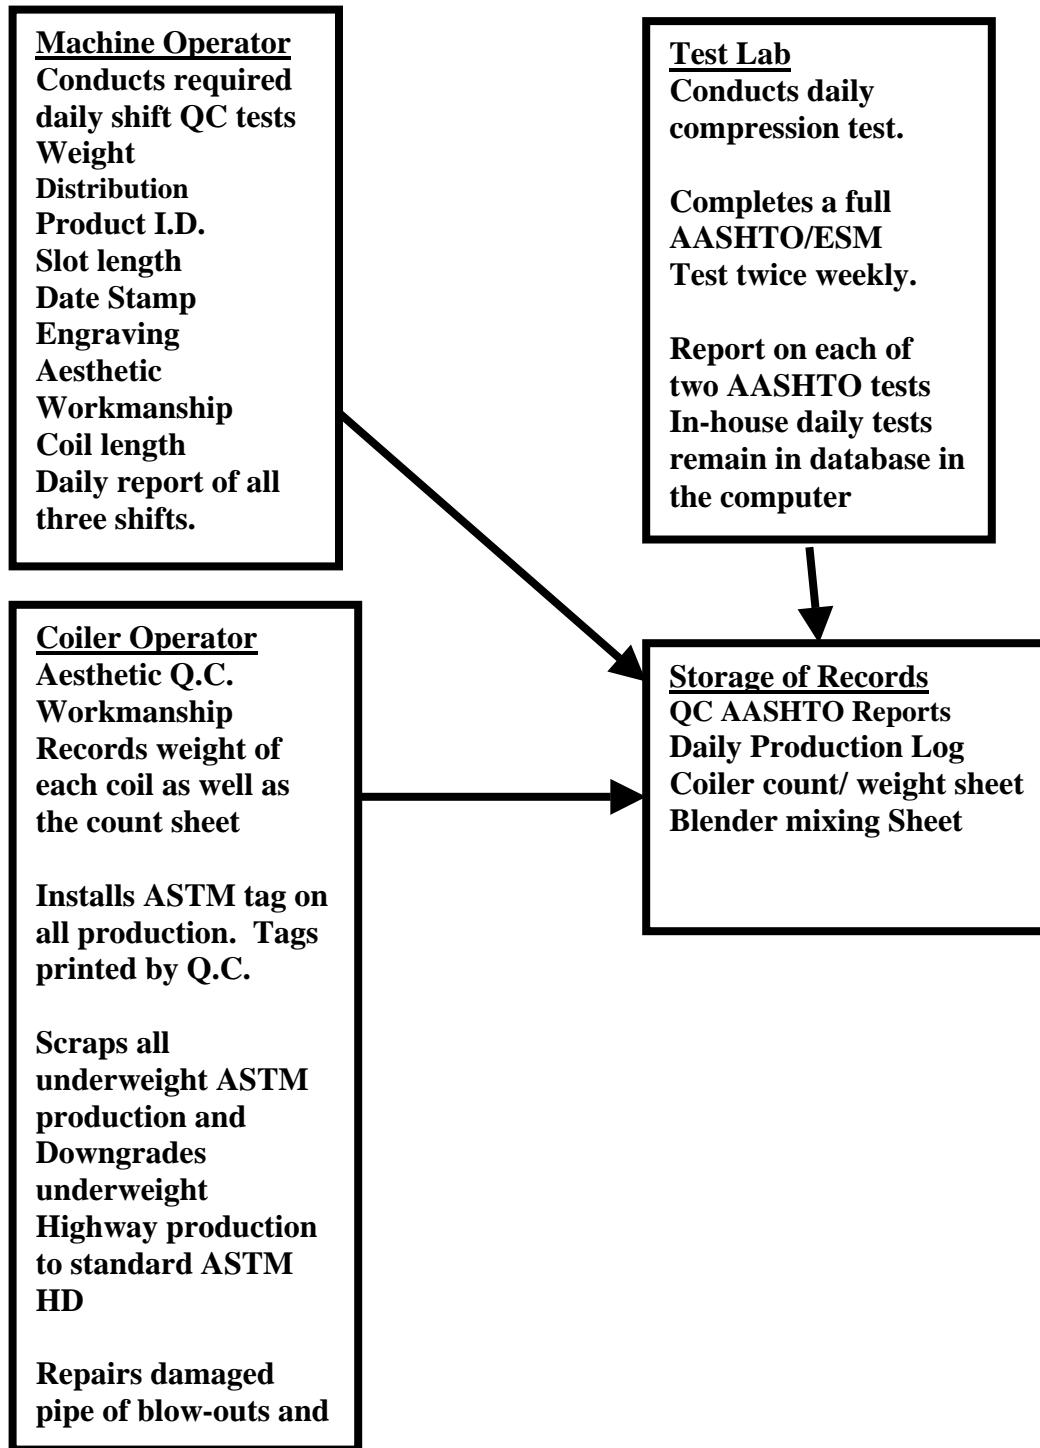 Machine Operator
Conducts required
daily shift QC tests
Weight
Distribution
Product I.D.
Slot length
Date Stamp
Engraving
Aesthetic
Workmanship
Coil length
Daily report of all
three shifts.
Test Lab
Conducts daily
compression test.
Completes a full
AASHTO/ESM
Test twice weekly.
Report on each of
two AASHTO tests
In-house daily tests
remain in database in
the computer
Coiler Operator
Aesthetic Q.C.
Workmanship
Records weight of
each coil as well as
the count sheet
Installs ASTM tag on
all production.  Tags
printed by Q.C.
Scraps all
underweight ASTM
production and
Downgrades
underweight
Highway production
to standard ASTM
HD
Repairs damaged
pipe of blow-outs and
Storage of Records
QC AASHTO Reports
Daily Production Log
Coiler count/ weight sheet
Blender mixing Sheet